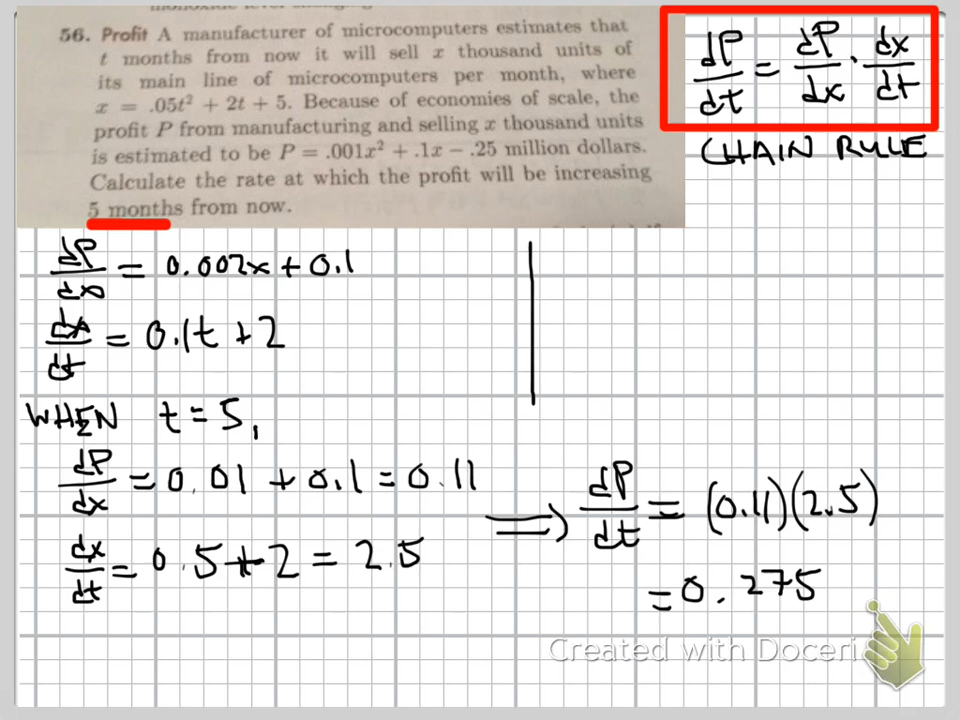 56. Profit A manufacturer of microcomputers estimates that
t months from now it will sell x thousand units of
its main line of microcomputers per month, where
x = .05t² + 2t + 5. Because of economies of scale, the
profit P from manufacturing and selling x thousand units
is estimated to be P = .001x² + .1x − .25 million dollars.
Calculate the rate at which the profit will be increasing
5 months from now.
dP/dt = dP/dx · dx/dt
CHAIN RULE
dP/dx = 0.002x + 0.1
dx/dt = 0.1t + 2
WHEN t = 5,
dP/dx = 0.01 + 0.1 = 0.11
dx/dt = 0.5 + 2 = 2.5
⟹ dP/dt = (0.11)(2.5)
= 0.275
Created with Doceri